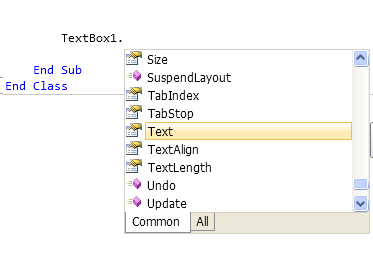 TextBox1.
Size
SuspendLayout
End Sub
TabIndex
End Class
TabStop
Text
TextAlign
TextLength
Undo
Update
Common All